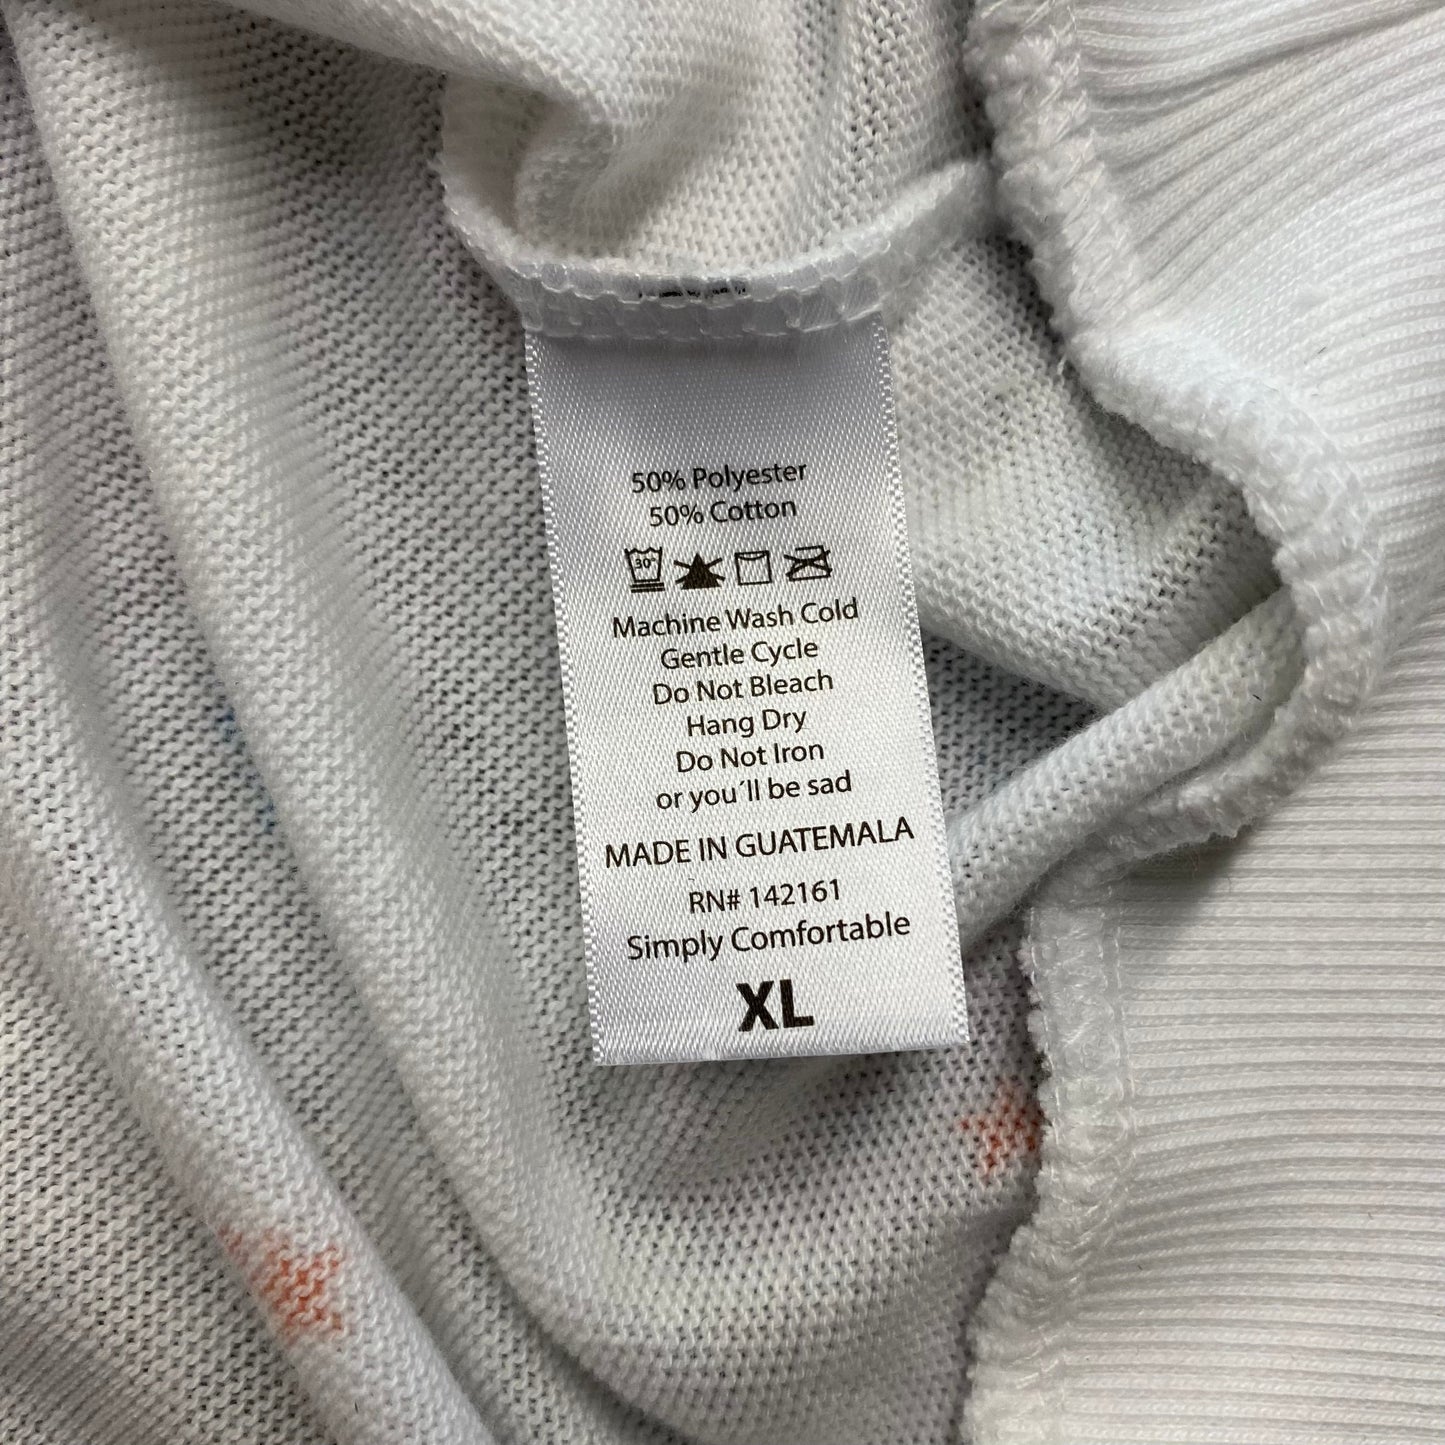 50% Polyester
50% Cotton
30°
Machine Wash Cold
Gentle Cycle
Do Not Bleach
Hang Dry
Do Not Iron
or you´ll be sad
MADE IN GUATEMALA
RN# 142161
Simply Comfortable
XL